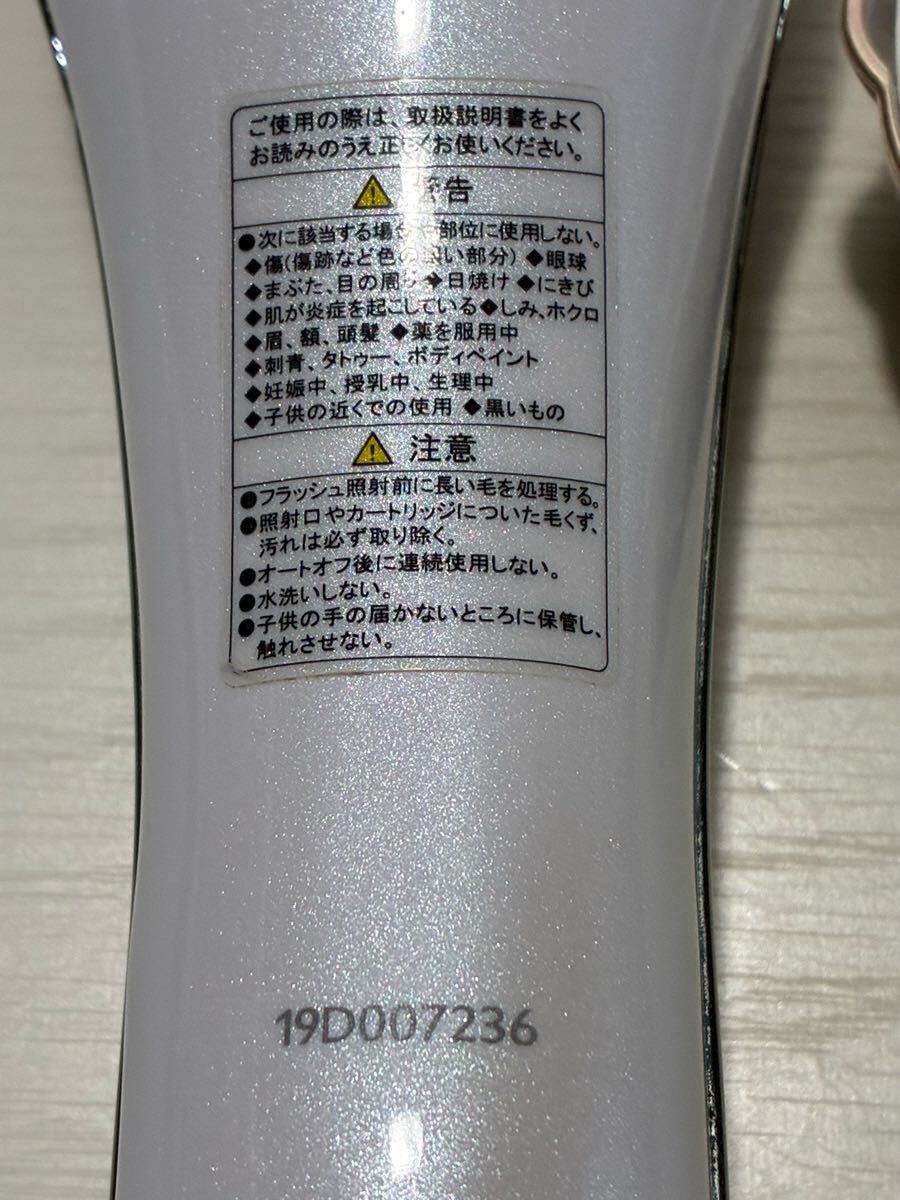 ご使用の際は、取扱説明書をよく
お読みのうえ正しくお使いください。
警告
●次に該当する場合や部位に使用しない。
◆傷(傷跡など色の濃い部分) ◆眼球
◆まぶた、目の周り ◆日焼け ◆にきび
◆肌が炎症を起こしている ◆しみ、ホクロ
◆眉、額、頭髪 ◆薬を服用中
◆刺青、タトゥー、ボディペイント
◆妊娠中、授乳中、生理中
◆子供の近くでの使用 ◆黒いもの
注意
●フラッシュ照射前に長い毛を処理する。
●照射口やカートリッジについた毛くず、
汚れは必ず取り除く。
●オートオフ後に連続使用しない。
●水洗いしない。
●子供の手の届かないところに保管し、
触れさせない。
19D007236